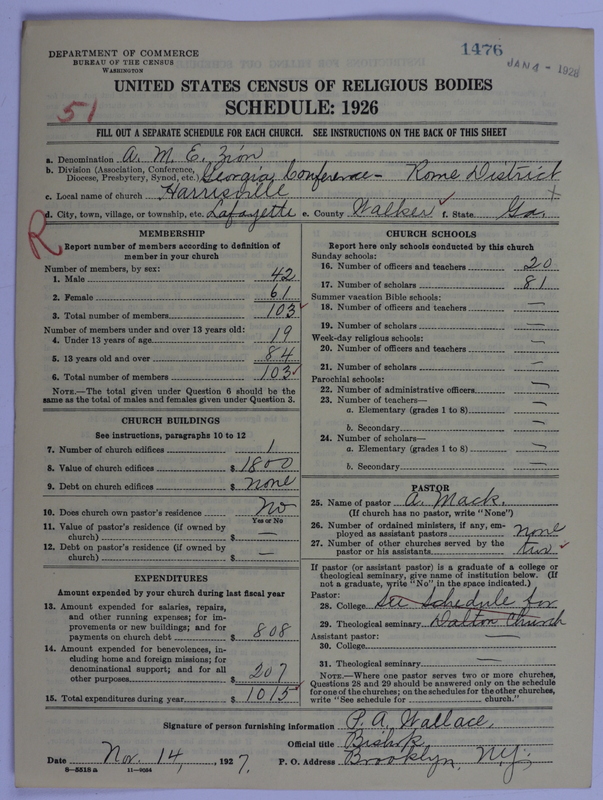 DEPARTMENT OF COMMERCE
BUREAU OF THE CENSUS
WASHINGTON
1476
JAN 4 - 1928
UNITED STATES CENSUS OF RELIGIOUS BODIES
SCHEDULE: 1926
51
FILL OUT A SEPARATE SCHEDULE FOR EACH CHURCH. SEE INSTRUCTIONS ON THE BACK OF THIS SHEET
a. Denomination A. M. E. Zion
b. Division (Association, Conference, Diocese, Presbytery, Synod, etc.) Georgia Conference - Rome District
c. Local name of church Harrisville
d. City, town, village, or township, etc. Lafayette e. County Walker f. State Ga.
R
MEMBERSHIP
Report number of members according to definition of
member in your church
Number of members, by sex:
1. Male 42
2. Female 61
3. Total number of members 103
Number of members under and over 13 years old:
4. Under 13 years of age 19
5. 13 years old and over 84
6. Total number of members 103
NOTE.—The total given under Question 6 should be
same as the total of males and females given under Question 3.
CHURCH BUILDINGS
See instructions, paragraphs 10 to 12
7. Number of church edifices 1
8. Value of church edifices $ 1800
9. Debt on church edifices $ none
10. Does church own pastor's residence? No
Yes or No
11. Value of pastor's residence (if owned by
church) $ —
12. Debt on pastor's residence (if owned by
church) $ —
EXPENDITURES
Amount expended by your church during last fiscal year
13. Amount expended for salaries, repairs,
and other running expenses; for im-
provements or new buildings; and for
payments on church debt $ 808
14. Amount expended for benevolences, in-
cluding home and foreign missions; for
denominational support; and for all
other purposes $ 207
15. Total expenditures during year $ 1015
CHURCH SCHOOLS
Report here only schools conducted by this church
Sunday schools:
16. Number of officers and teachers 20
17. Number of scholars 81
Summer vacation Bible schools:
18. Number of officers and teachers —
19. Number of scholars —
Week-day religious schools:
20. Number of officers and teachers —
21. Number of scholars —
Parochial schools:
22. Number of administrative officers —
23. Number of teachers—
a. Elementary (grades 1 to 8) —
b. Secondary —
24. Number of scholars—
a. Elementary (grades 1 to 8) —
b. Secondary —
PASTOR
25. Name of pastor A. Mack.
(If church has no pastor, write "None")
26. Number of ordained ministers, if any, em-
ployed as assistant pastors none
27. Number of other churches served by the
pastor or his assistants two
If pastor (or assistant pastor) is a graduate of a college or
theological seminary, give name of institution below. (If
not a graduate, write "No" in the space indicated.)
Pastor:
28. College See schedule for
29. Theological seminary Dalton Church
Assistant pastor:
30. College —
31. Theological seminary —
NOTE.—Where one pastor serves two or more churches,
Questions 28 and 29 should be answered only on the schedule
for one of the churches; on the schedules for the other churches,
write "See schedule for church."
Signature of person furnishing information P. A. Wallace,
Official title Bishop
Date Nov. 14, 1927. P. O. Address Brooklyn, N.Y.
8—5518 a 11—9084